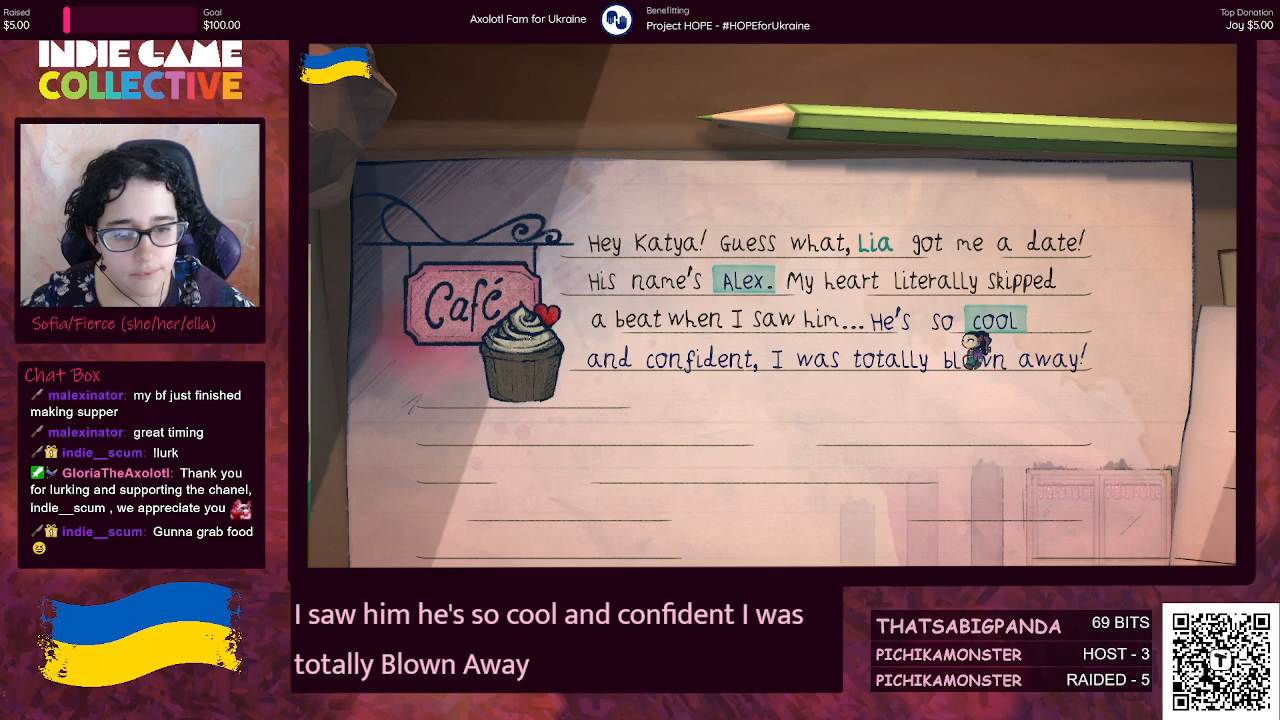 Raised
$5.00
Goal
$100.00
Axolotl Fam for Ukraine
Benefitting
Project HOPE - #HOPEforUkraine
Top Donation
Joy $5.00
INDIE GAME
COLLECTIVE
Sofia/Fierce (she/her/ella)
Chat Box
malexinator: my bf just finished
making supper
malexinator: great timing
indie__scum: !lurk
GloriaTheAxolotl: Thank you
for lurking and supporting the chanel,
Indie__scum , we appreciate you
indie__scum: Gunna grab food
Café
Hey Katya! Guess what, Lia got me a date!
His name's Alex. My heart literally skipped
a beat when I saw him... He's so cool
and confident, I was totally blown away!
I saw him he's so cool and confident I was
totally Blown Away
THATSABIGPANDA 69 BITS
PICHIKAMONSTER HOST - 3
PICHIKAMONSTER RAIDED - 5
T